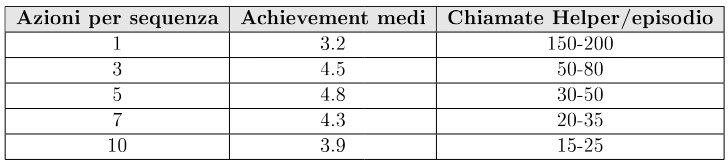 Azioni per sequenza Achievement medi Chiamate Helper/episodio
1 3.2 150-200
3 4.5 50-80
5 4.8 30-50
7 4.3 20-35
10 3.9 15-25